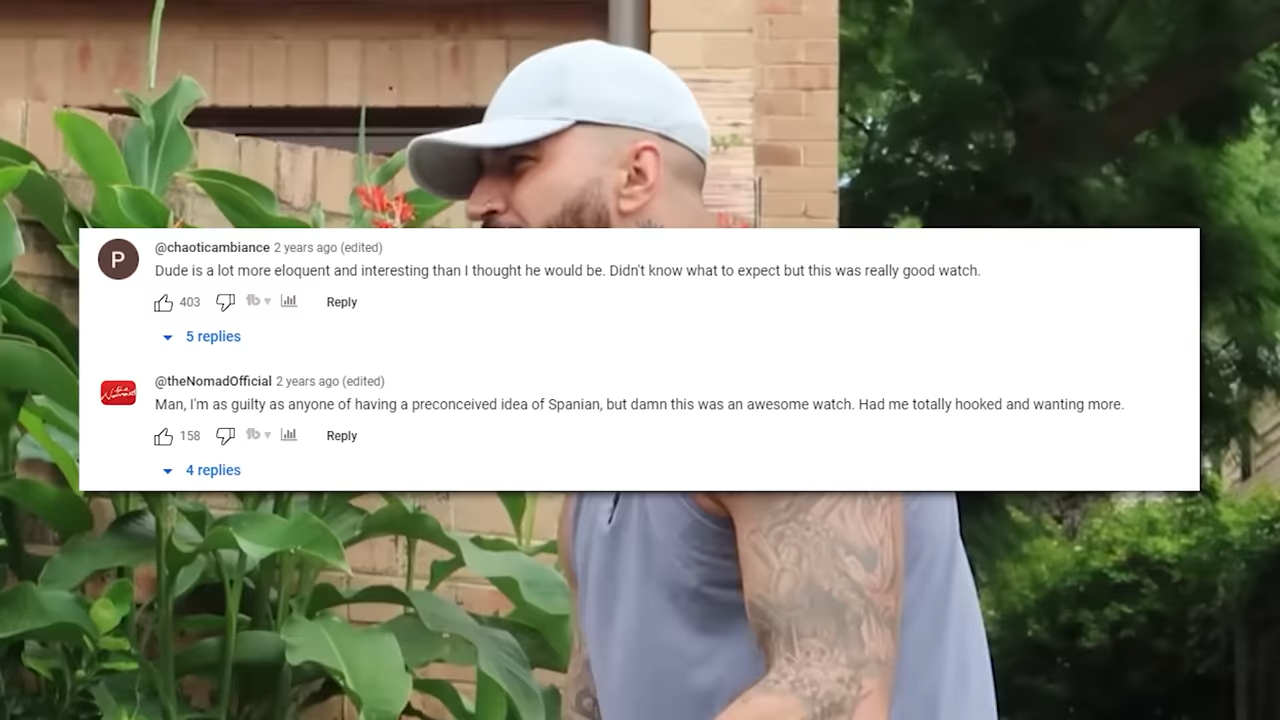 P
@chaoticambiance 2 years ago (edited)
Dude is a lot more eloquent and interesting than I thought he would be. Didn't know what to expect but this was really good watch.
403
Reply
5 replies
@theNomadOfficial 2 years ago (edited)
Man, I'm as guilty as anyone of having a preconceived idea of Spanian, but damn this was an awesome watch. Had me totally hooked and wanting more.
158
Reply
4 replies